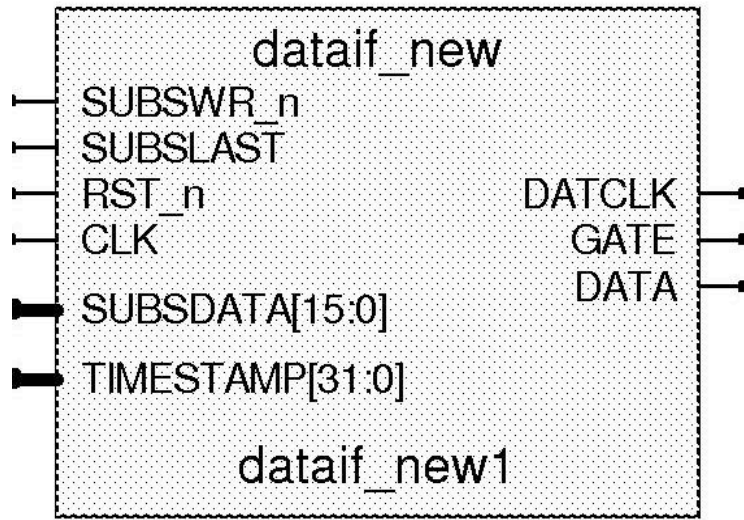 dataif_new
SUBSWR_n
SUBSLAST
RST_n
CLK
SUBSDATA[15:0]
TIMESTAMP[31:0]
DATCLK
GATE
DATA
dataif_new1